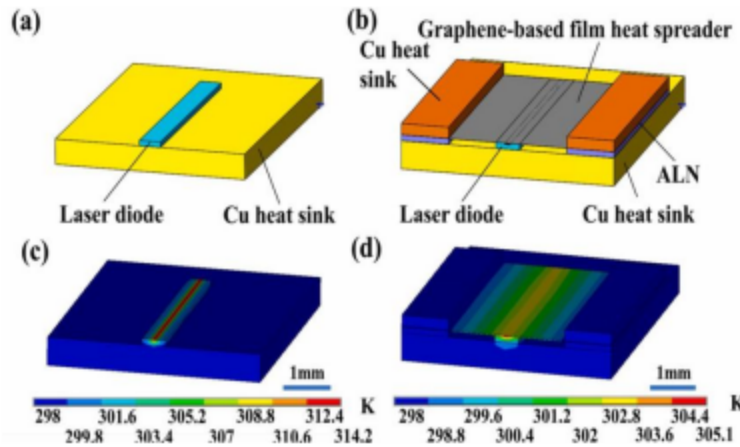 (a)
(b)
Graphene-based film heat spreader
Cu heat
sink
ALN
Laser diode
Cu heat sink
Laser diode
Cu heat sink
(c)
(d)
1mm
1mm
298 301.6 305.2 308.8 312.4 K
299.8 303.4 307 310.6 314.2
298 299.6 301.2 302.8 304.4 K
298.8 300.4 302 303.6 305.1